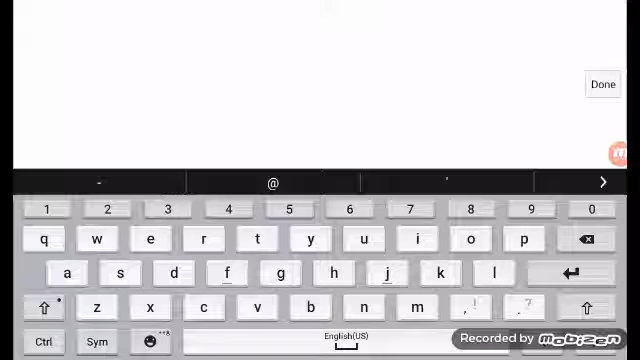 Done
- @ '
1 2 3 4 5 6 7 8 9 0
q w e r t y u i o p
a s d f g h j k l
z x c v b n m , ! . ?
Ctrl Sym English(US)
Recorded by mobizen